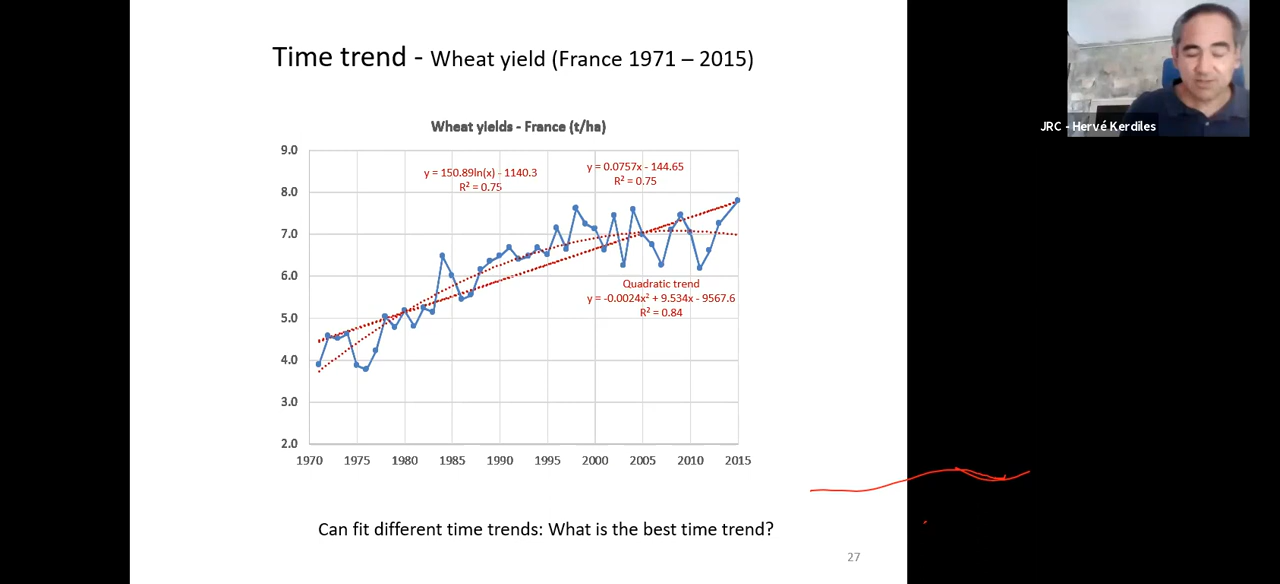 Time trend - Wheat yield (France 1971 – 2015)
JRC - Hervé Kerdiles
Wheat yields - France (t/ha)
9.0
8.0
7.0
6.0
5.0
4.0
3.0
2.0
y = 150.89ln(x) - 1140.3
R² = 0.75
y = 0.0757x - 144.65
R² = 0.75
Quadratic trend
y = -0.0024x² + 9.534x - 9567.6
R² = 0.84
1970 1975 1980 1985 1990 1995 2000 2005 2010 2015
Can fit different time trends: What is the best time trend?
27